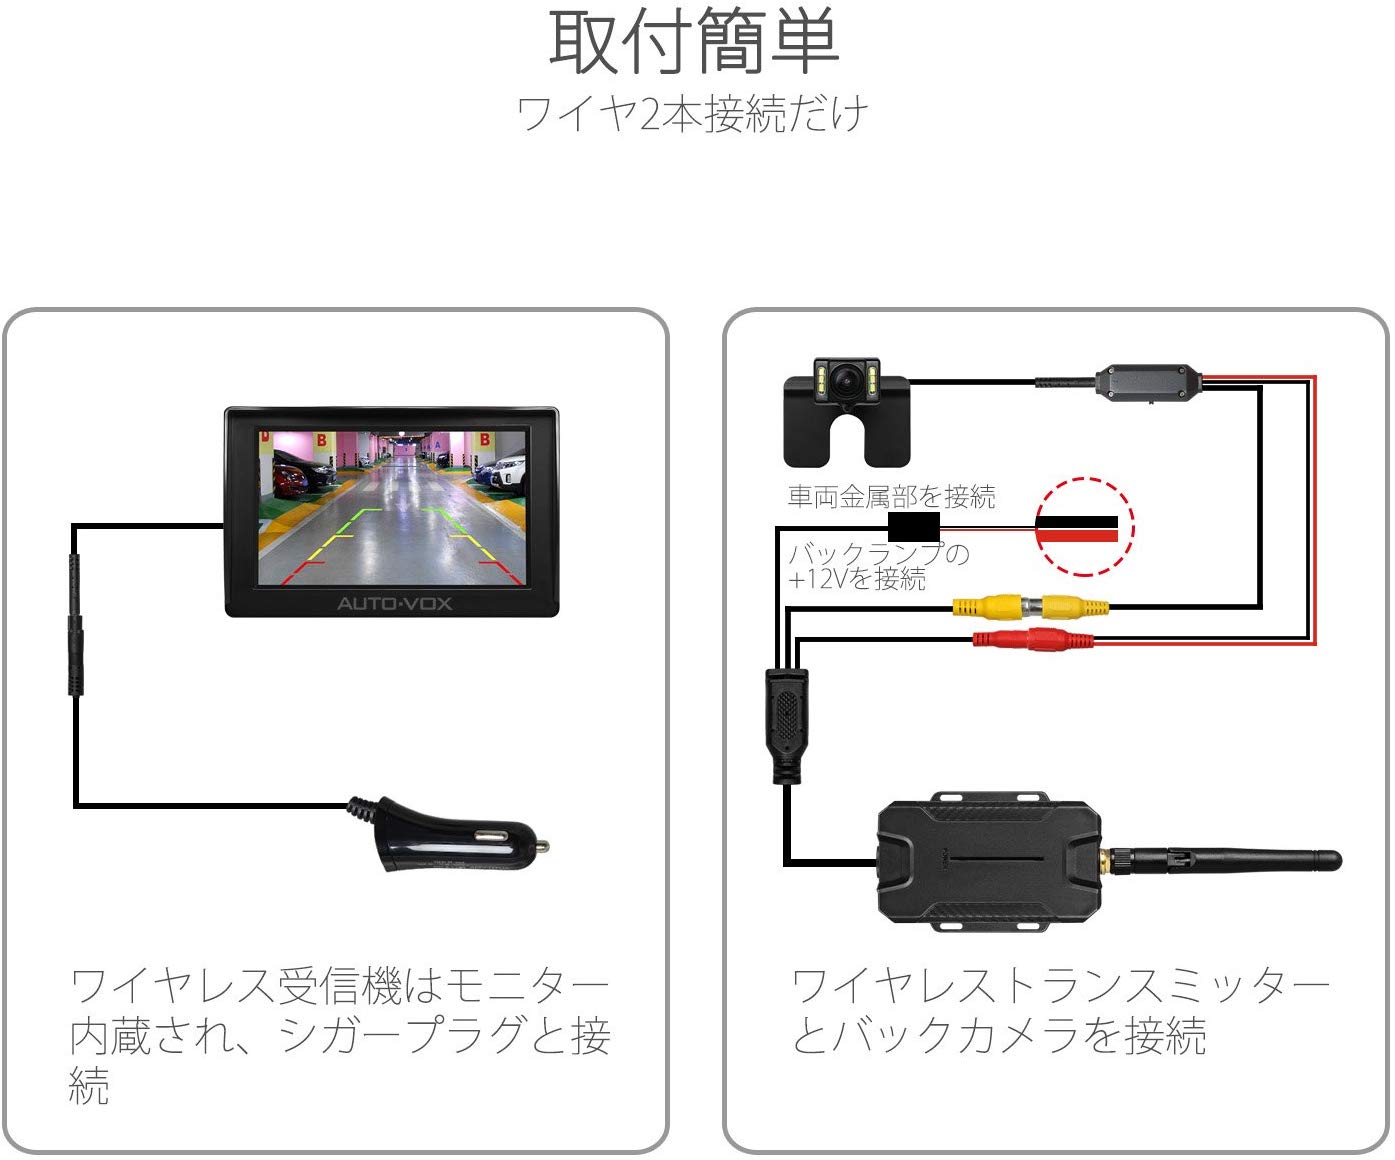 取付簡単
ワイヤ2本接続だけ
AUTO-VOX
ワイヤレス受信機はモニター
内蔵され、シガープラグと接
続
車両金属部を接続
バックランプの
+12Vを接続
POWER
ワイヤレストランスミッター
とバックカメラを接続